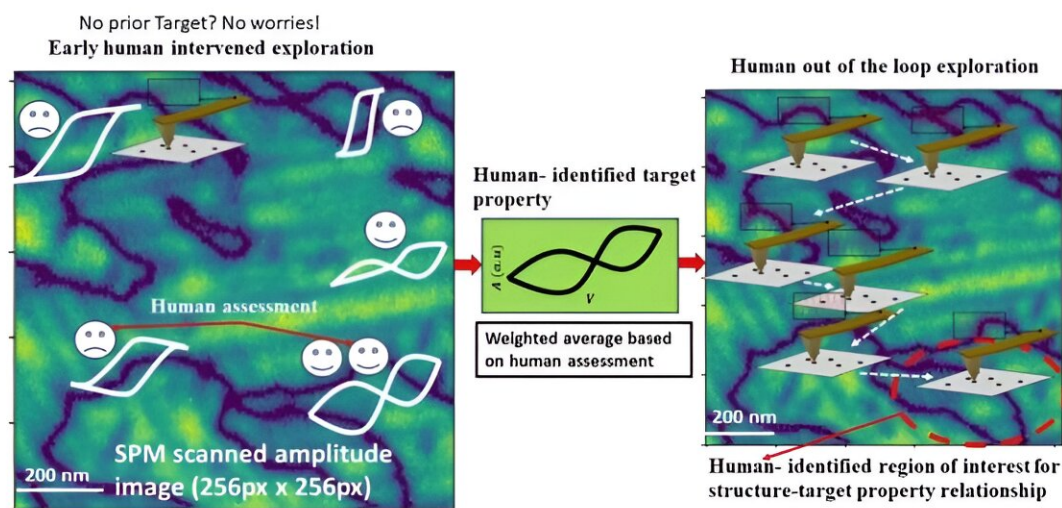 No prior Target? No worries!
Early human intervened exploration
Human assessment
SPM scanned amplitude
image (256px x 256px)
200 nm
Human- identified target
property
A (a.u)
V
Weighted average based
on human assessment
Human out of the loop exploration
200 nm
Human- identified region of interest for
structure-target property relationship